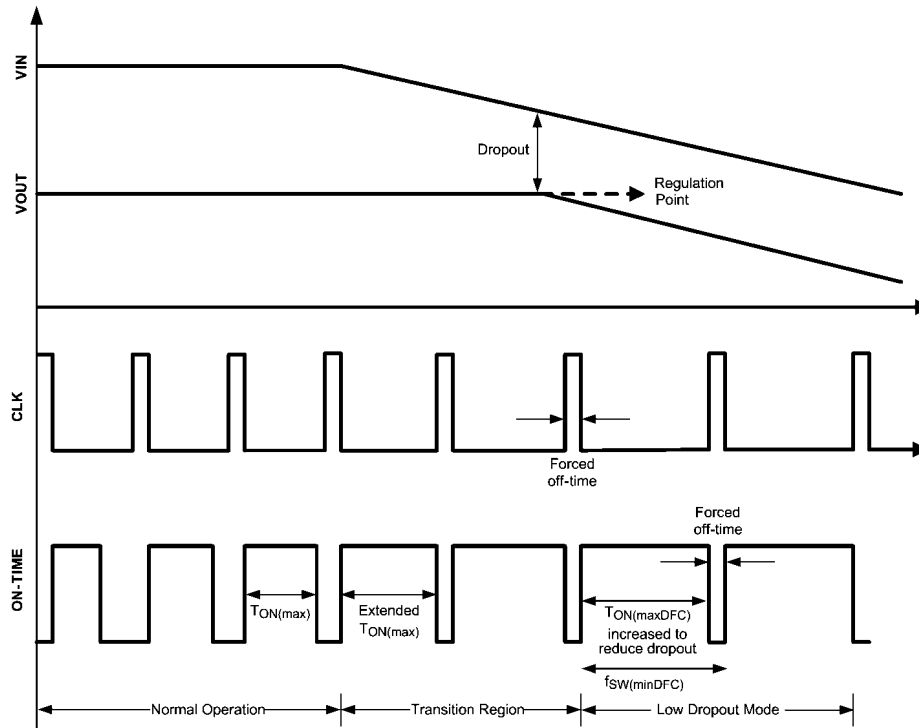 VIN
Dropout
VOUT
Regulation
Point
CLK
Forced
off-time
Forced
off-time
ON-TIME
TON(max)
Extended
TON(max)
TON(maxDFC)
increased to
reduce dropout
fSW(minDFC)
Normal Operation
Transition Region
Low Dropout Mode